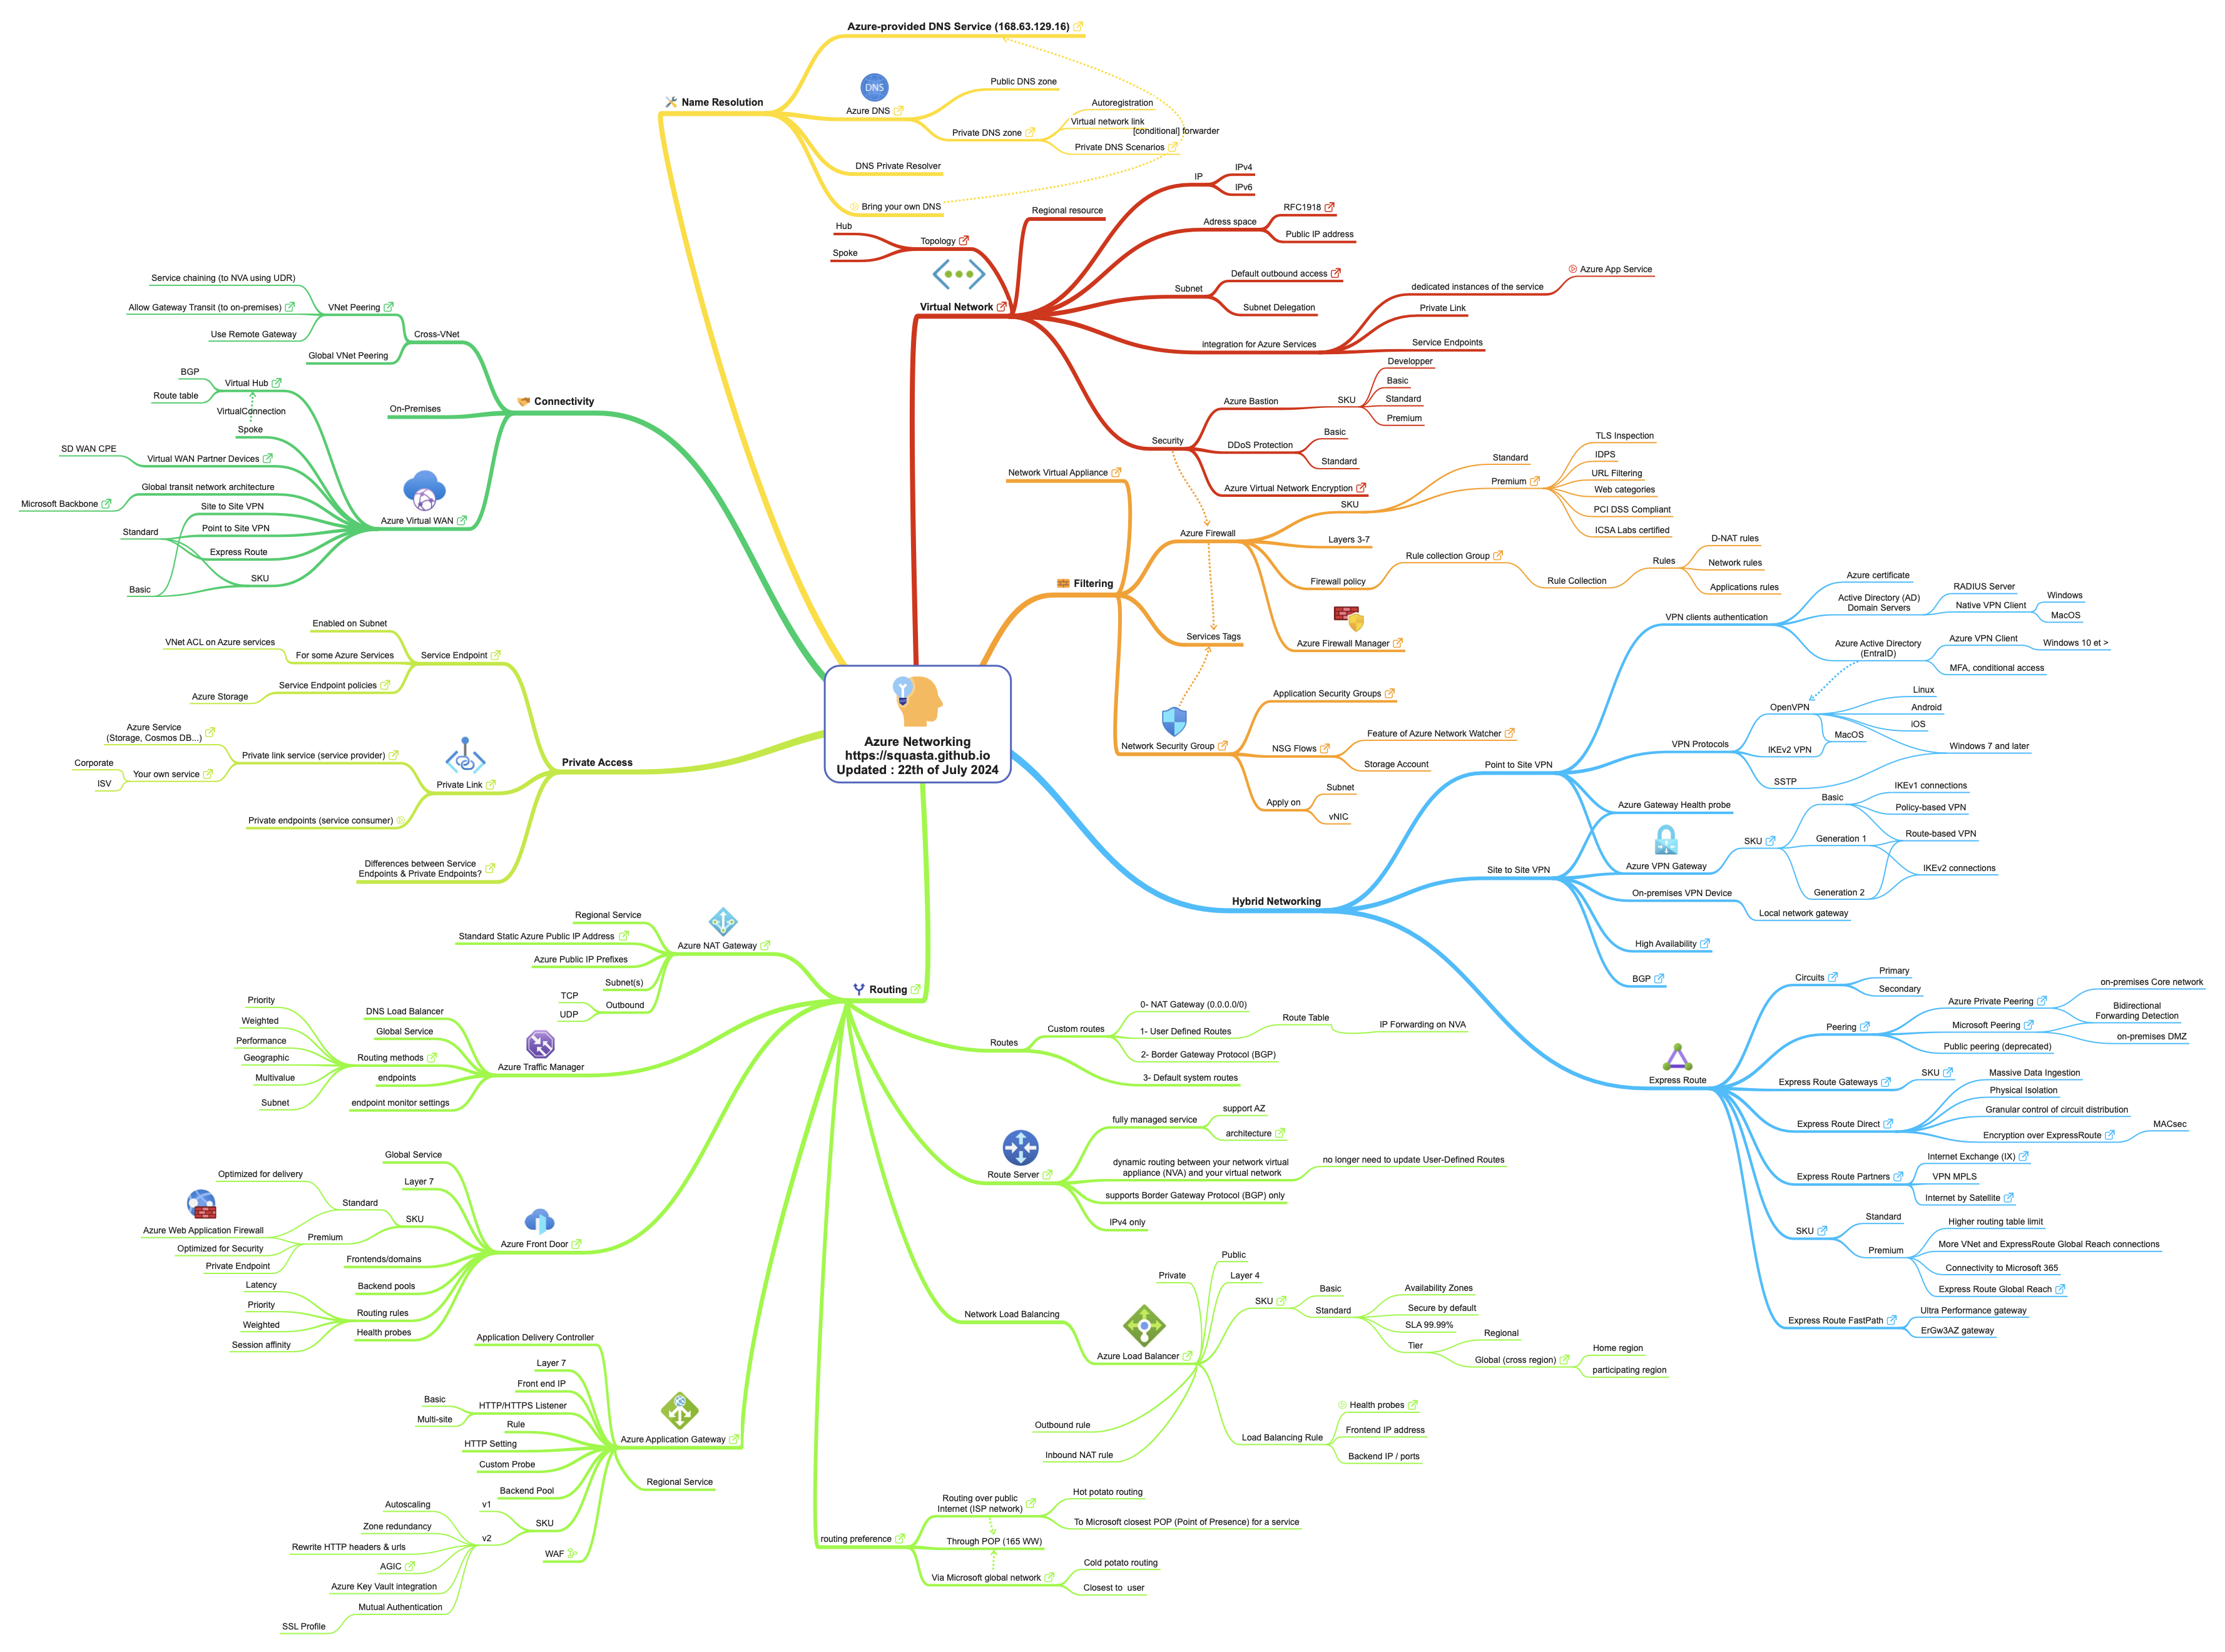 Azure Networking
https://squasta.github.io
Updated : 22th of July 2024
Name Resolution
Azure-provided DNS Service (168.63.129.16)
DNS
Azure DNS
Public DNS zone
Private DNS zone
Autoregistration
Virtual network link
Private DNS Scenarios
[conditional] forwarder
DNS Private Resolver
Bring your own DNS
Virtual Network
Topology
Hub
Spoke
Regional resource
IP
IPv4
IPv6
Adress space
RFC1918
Public IP address
Subnet
Default outbound access
Subnet Delegation
integration for Azure Services
dedicated instances of the service
Azure App Service
Private Link
Service Endpoints
Security
Azure Bastion
SKU
Developper
Basic
Standard
Premium
DDoS Protection
Basic
Standard
Azure Virtual Network Encryption
Filtering
Network Virtual Appliance
Azure Firewall
SKU
Standard
Premium
TLS Inspection
IDPS
URL Filtering
Web categories
PCI DSS Compliant
ICSA Labs certified
Layers 3-7
Firewall policy
Rule collection Group
Rule Collection
Rules
D-NAT rules
Network rules
Applications rules
Azure Firewall Manager
Services Tags
Network Security Group
Application Security Groups
NSG Flows
Feature of Azure Network Watcher
Storage Account
Apply on
Subnet
vNIC
Hybrid Networking
Point to Site VPN
VPN clients authentication
Azure certificate
Active Directory (AD)
Domain Servers
RADIUS Server
Native VPN Client
Windows
MacOS
Azure Active Directory
(EntraID)
Azure VPN Client
Windows 10 et >
MFA, conditional access
VPN Protocols
OpenVPN
Linux
Android
iOS
MacOS
IKEv2 VPN
Windows 7 and later
SSTP
Azure Gateway Health probe
Azure VPN Gateway
SKU
Basic
IKEv1 connections
Policy-based VPN
Generation 1
Route-based VPN
Generation 2
IKEv2 connections
Site to Site VPN
On-premises VPN Device
Local network gateway
High Availability
BGP
Express Route
Circuits
Primary
Secondary
Peering
Azure Private Peering
on-premises Core network
Bidirectional
Forwarding Detection
Microsoft Peering
on-premises DMZ
Public peering (deprecated)
Express Route Gateways
SKU
Express Route Direct
Massive Data Ingestion
Physical Isolation
Granular control of circuit distribution
Encryption over ExpressRoute
MACsec
Express Route Partners
Internet Exchange (IX)
VPN MPLS
Internet by Satellite
SKU
Standard
Premium
Higher routing table limit
More VNet and ExpressRoute Global Reach connections
Connectivity to Microsoft 365
Express Route Global Reach
Express Route FastPath
Ultra Performance gateway
ErGw3AZ gateway
Connectivity
Cross-VNet
VNet Peering
Service chaining (to NVA using UDR)
Allow Gateway Transit (to on-premises)
Use Remote Gateway
Global VNet Peering
On-Premises
Azure Virtual WAN
Virtual Hub
BGP
Route table
VirtualConnection
Spoke
Virtual WAN Partner Devices
SD WAN CPE
Global transit network architecture
Microsoft Backbone
Site to Site VPN
Point to Site VPN
Express Route
SKU
Standard
Basic
Private Access
Service Endpoint
Enabled on Subnet
For some Azure Services
VNet ACL on Azure services
Service Endpoint policies
Azure Storage
Private Link
Private link service (service provider)
Azure Service
(Storage, Cosmos DB...)
Your own service
Corporate
ISV
Private endpoints (service consumer)
Differences between Service
Endpoints & Private Endpoints?
Routing
Azure NAT Gateway
Regional Service
Standard Static Azure Public IP Address
Azure Public IP Prefixes
Subnet(s)
Outbound
TCP
UDP
Azure Traffic Manager
DNS Load Balancer
Global Service
Routing methods
Priority
Weighted
Performance
Geographic
Multivalue
Subnet
endpoints
endpoint monitor settings
Azure Front Door
Global Service
Layer 7
SKU
Standard
Optimized for delivery
Azure Web Application Firewall
Premium
Optimized for Security
Private Endpoint
Frontends/domains
Backend pools
Routing rules
Latency
Priority
Weighted
Session affinity
Health probes
Azure Application Gateway
Application Delivery Controller
Layer 7
Front end IP
HTTP/HTTPS Listener
Basic
Multi-site
Rule
HTTP Setting
Custom Probe
Backend Pool
SKU
v1
v2
Autoscaling
Zone redundancy
Rewrite HTTP headers & urls
AGIC
Azure Key Vault integration
Mutual Authentication
SSL Profile
WAF
Regional Service
Routes
Custom routes
0- NAT Gateway (0.0.0.0/0)
1- User Defined Routes
Route Table
IP Forwarding on NVA
2- Border Gateway Protocol (BGP)
3- Default system routes
Route Server
fully managed service
support AZ
architecture
dynamic routing between your network virtual
appliance (NVA) and your virtual network
no longer need to update User-Defined Routes
supports Border Gateway Protocol (BGP) only
IPv4 only
Network Load Balancing
Azure Load Balancer
Public
Private
Layer 4
SKU
Basic
Standard
Availability Zones
Secure by default
SLA 99.99%
Tier
Regional
Global (cross region)
Home region
participating region
Outbound rule
Inbound NAT rule
Load Balancing Rule
Health probes
Frontend IP address
Backend IP / ports
routing preference
Routing over public
Internet (ISP network)
Hot potato routing
To Microsoft closest POP (Point of Presence) for a service
Through POP (165 WW)
Via Microsoft global network
Cold potato routing
Closest to user